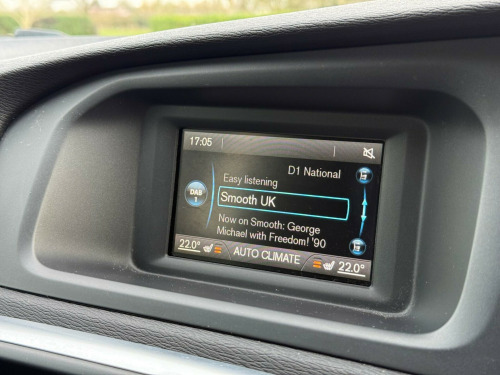 17:05
D1 National
Easy listening
DAB
1
Smooth UK
Now on Smooth: George
Michael with Freedom! '90
22.0° AUTO CLIMATE 22.0°